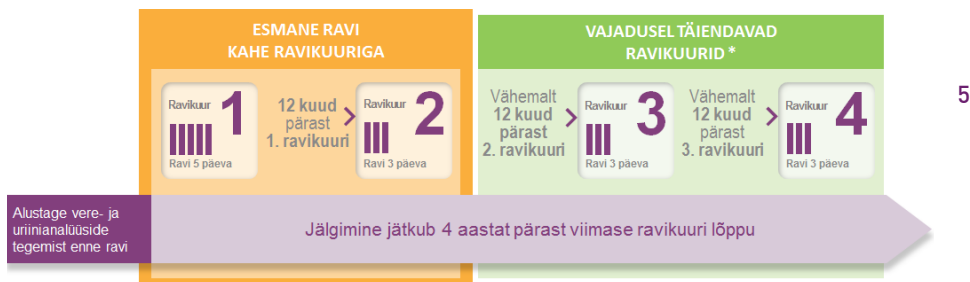 ESMANE RAVI
KAHE RAVIKUURIGA
VAJADUSEL TÄIENDAVAD
RAVIKUURID *
Ravikuur 1
Ravi 5 päeva
12 kuud
pärast
1. ravikuuri
Ravikuur 2
Ravi 3 päeva
Vähemalt
12 kuud
pärast
2. ravikuuri
Ravikuur 3
Ravi 3 päeva
Vähemalt
12 kuud
pärast
3. ravikuuri
Ravikuur 4
Ravi 3 päeva
5
Alustage vere- ja
uriinianalüüside
tegemist enne ravi
Jälgimine jätkub 4 aastat pärast viimase ravikuuri lõppu